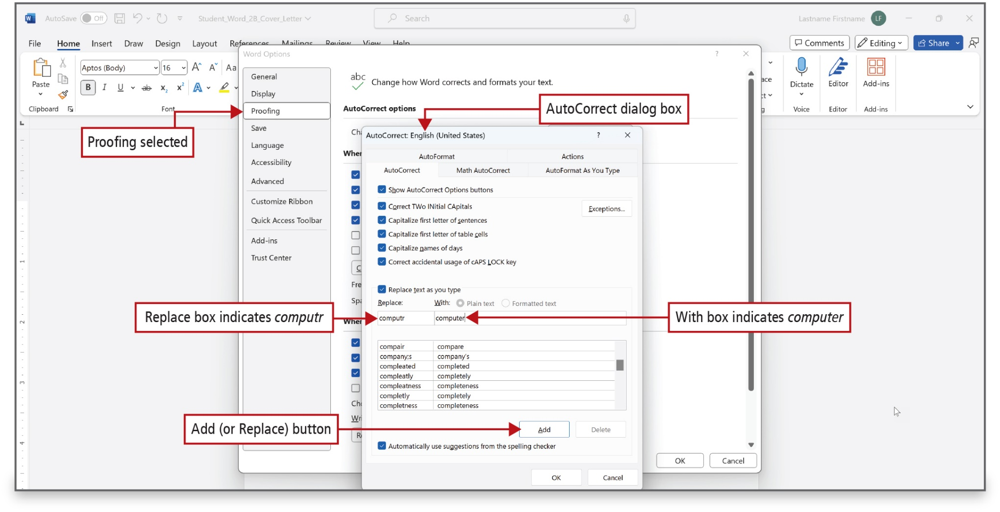 AutoSave Off Student_Word_2B_Cover_Letter Search Lastname Firstname LF
File Home Insert Draw Design Layout References Mailings Review View Help Comments Editing Share
Word Options ?
Aptos (Body) 16 A A Aa
Paste
B I U ab x2 x2 A
Clipboard Font
Dictate Editor Add-ins
Voice Editor Add-ins
General
Display
Proofing
Save
Language
Accessibility
Advanced
Customize Ribbon
Quick Access Toolbar
Add-ins
Trust Center
abc Change how Word corrects and formats your text.
AutoCorrect options
AutoCorrect dialog box
Proofing selected
AutoCorrect: English (United States) ?
AutoFormat Actions
AutoCorrect Math AutoCorrect AutoFormat As You Type
Show AutoCorrect Options buttons
Correct TWo INitial CApitals
Exceptions...
Capitalize first letter of sentences
Capitalize first letter of table cells
Capitalize names of days
Correct accidental usage of cAPS LOCK key
Replace text as you type
Replace: With: Plain text Formatted text
computr computer
Replace box indicates computr
With box indicates computer
compair compare
company;s company's
compleated completed
compleatly completely
compleatness completeness
completly completely
completness completeness
Add (or Replace) button
Add Delete
Automatically use suggestions from the spelling checker
OK Cancel
OK Cancel
1
2
3
4